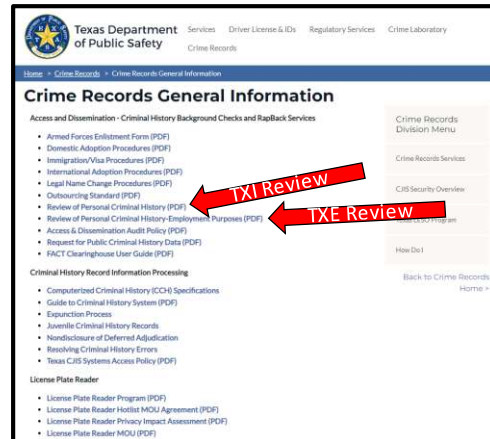 Texas Department
of Public Safety
Services Driver License & IDs Regulatory Services Crime Laboratory
Crime Records
Home > Crime Records > Crime Records General Information
Crime Records General Information
Access and Dissemination - Criminal History Background Checks and RapBack Services
• Armed Forces Enlistment Form (PDF)
• Domestic Adoption Procedures (PDF)
• Immigration/Visa Procedures (PDF)
• International Adoption Procedures (PDF)
• Legal Name Change Procedures (PDF)
• Outsourcing Standard (PDF)
• Review of Personal Criminal History (PDF)
• Review of Personal Criminal History-Employment Purposes (PDF)
• Access & Dissemination Audit Policy (PDF)
• Request for Public Criminal History Data (PDF)
• FACT Clearinghouse User Guide (PDF)
TXI Review
TXE Review
Criminal History Record Information Processing
• Computerized Criminal History (CCH) Specifications
• Guide to Criminal History System (PDF)
• Expunction Process
• Juvenile Criminal History Records
• Nondisclosure of Deferred Adjudication
• Resolving Criminal History Errors
• Texas CJIS Systems Access Policy (PDF)
License Plate Reader
• License Plate Reader Program (PDF)
• License Plate Reader Hotlist MOU Agreement (PDF)
• License Plate Reader Privacy Impact Assessment (PDF)
• License Plate Reader MOU (PDF)
Crime Records
Division Menu
Crime Records Services
CJIS Security Overview
Program
How Do I
Back to Crime Records
Home >